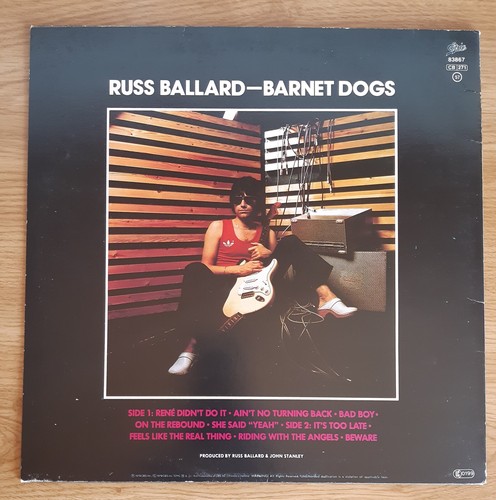 Epic
83867
CB 271
RUSS BALLARD—BARNET DOGS
SIDE 1: RENÉ DIDN'T DO IT • AIN'T NO TURNING BACK • BAD BOY •
ON THE REBOUND • SHE SAID "YEAH" • SIDE 2: IT'S TOO LATE •
FEELS LIKE THE REAL THING • RIDING WITH THE ANGELS • BEWARE
PRODUCED BY RUSS BALLARD & JOHN STANLEY